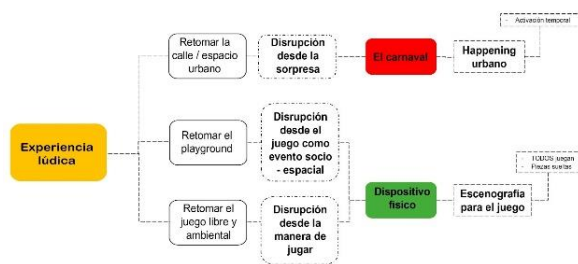 - Activación temporal
Retomar la
calle / espacio
urbano
Disrupción
desde la
sorpresa
El carnaval
Happening
urbano
Experiencia
lúdica
Retomar el
playground
Disrupción
desde el
juego como
evento socio
- espacial
- TODOS juegan
- Piezas sueltas
Dispositivo
físico
Escenografía
para el juego
Retomar el
juego libre y
ambiental
Disrupción
desde la
manera de
jugar